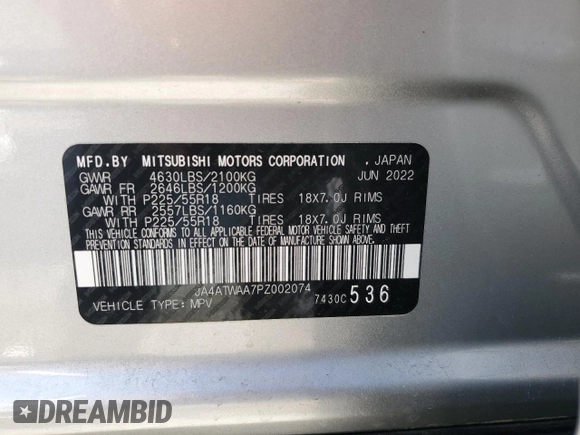 MFD.BY MITSUBISHI MOTORS CORPORATION , JAPAN
GVWR 4630LBS/2100KG JUN 2022
GAWR FR 2646LBS/1200KG
WITH P225/55R18 TIRES 18X7.0J RIMS
GAWR RR 2557LBS/1160KG
WITH P225/55R18 TIRES 18X7.0J RIMS
THIS VEHICLE CONFORMS TO ALL APPLICABLE FEDERAL MOTOR VEHICLE SAFETY, BUMPER AND THEFT
PREVENTION STANDARDS IN EFFECT ON THE DATE OF MANUFACTURE SHOWN ABOVE.
JA4ATWAA7PZ002074
VEHICLE TYPE: MPV 7430C 536
DREAMBID